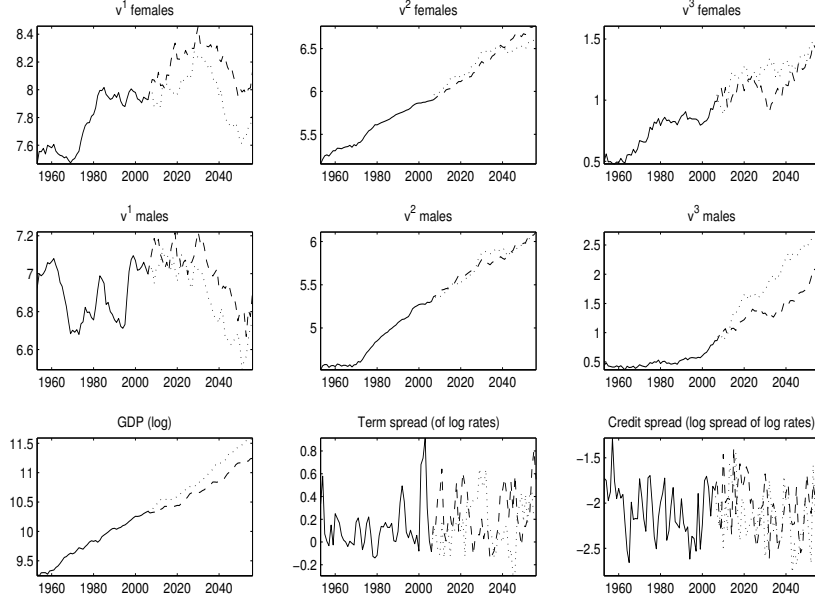 v¹ females
8.4
8.2
8
7.8
7.6
1960 1980 2000 2020 2040
v² females
6.5
6
5.5
1960 1980 2000 2020 2040
v³ females
1.5
1
0.5
1960 1980 2000 2020 2040
v¹ males
7.2
7
6.8
6.6
1960 1980 2000 2020 2040
v² males
6
5.5
5
1960 1980 2000 2020 2040
v³ males
2.5
2
1.5
1
0.5
1960 1980 2000 2020 2040
GDP (log)
11.5
11
10.5
10
9.5
1960 1980 2000 2020 2040
Term spread (of log rates)
0.8
0.6
0.4
0.2
0
−0.2
1960 1980 2000 2020 2040
Credit spread (log spread of log rates)
−1.5
−2
−2.5
1960 1980 2000 2020 2040